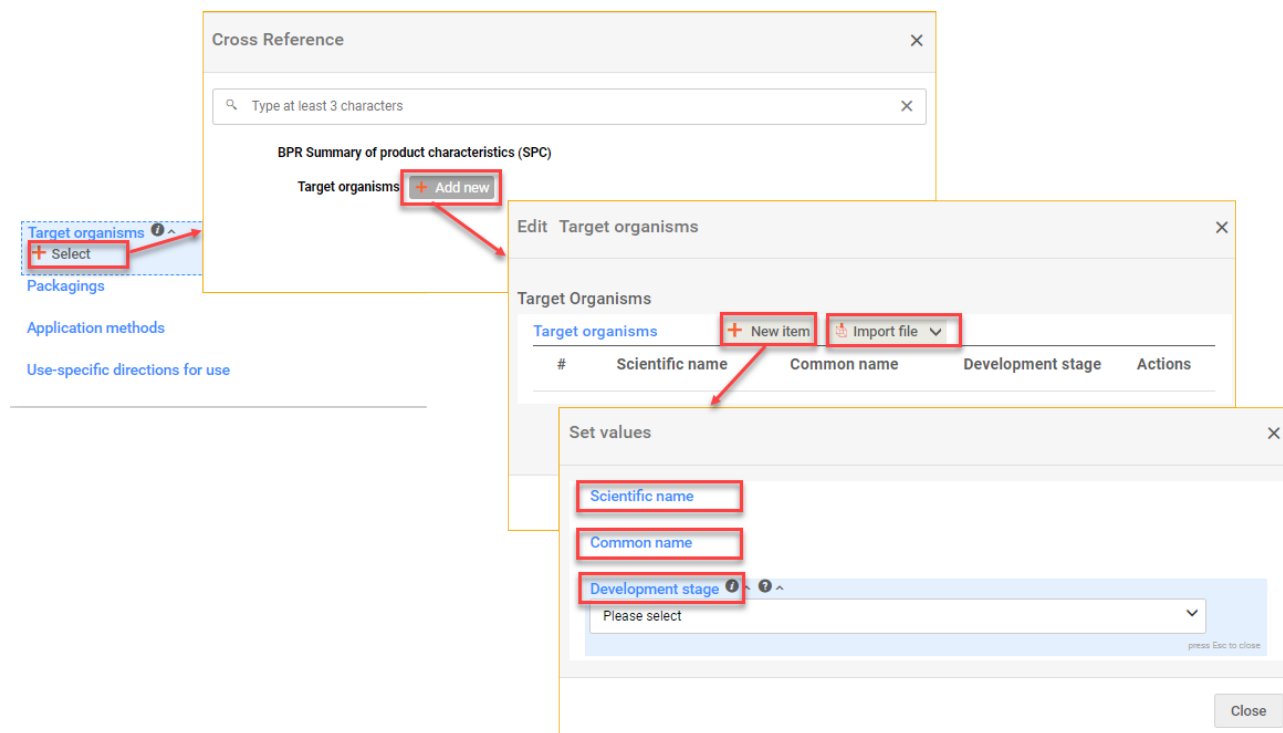 Cross Reference
Type at least 3 characters
BPR Summary of product characteristics (SPC)
Target organisms + Add new
Target organisms
+ Select
Packagings
Application methods
Use-specific directions for use
Edit Target organisms
Target Organisms
Target organisms + New item Import file
# Scientific name Common name Development stage Actions
Set values
Scientific name
Common name
Development stage
Please select
press Esc to close
Close